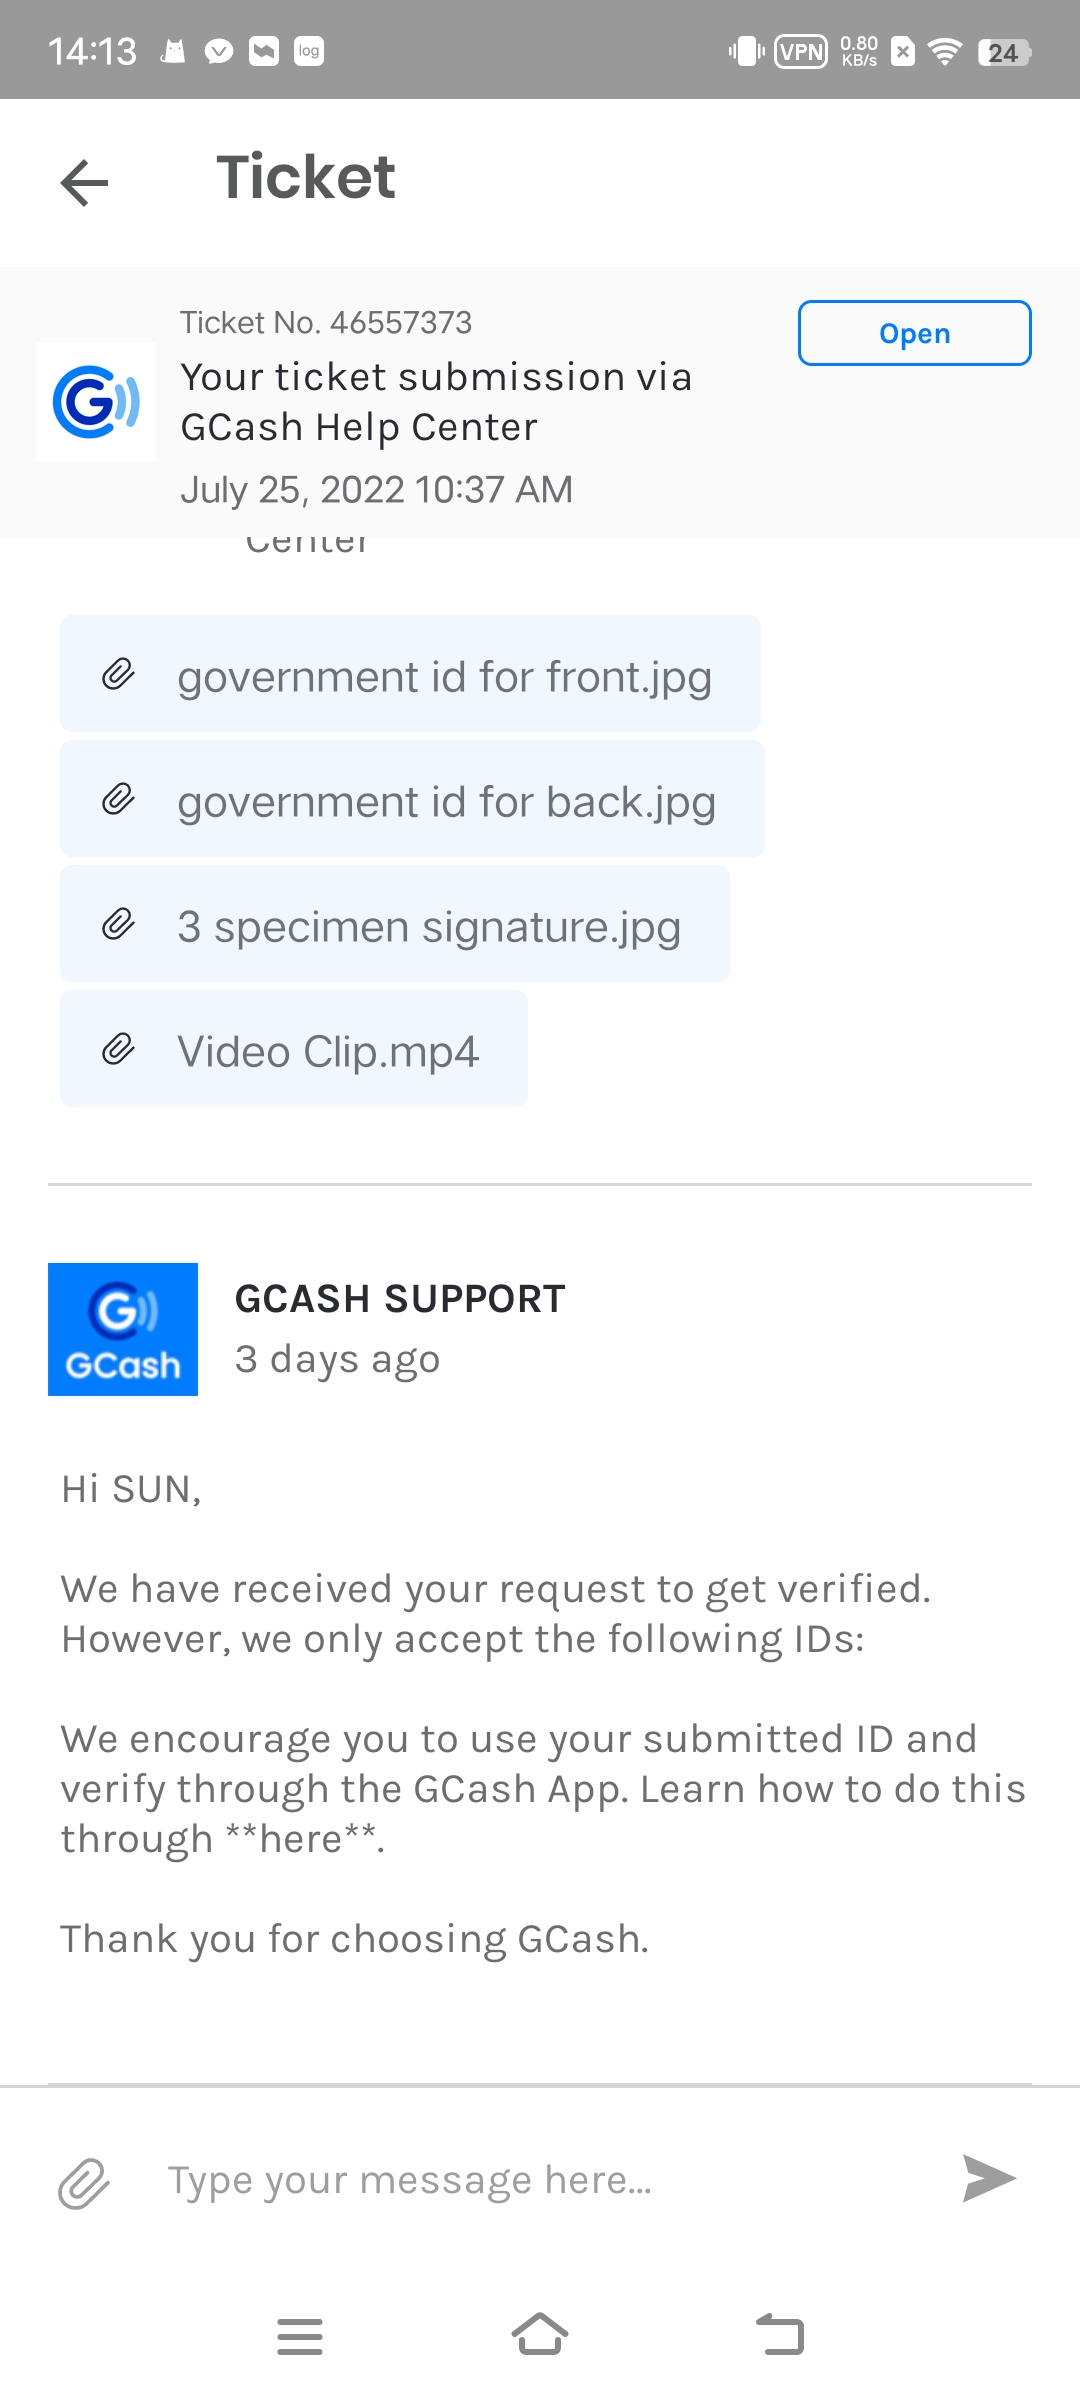 14:13
log
VPN
0.80
KB/s
24
Ticket
Ticket No. 46557373
Open
Your ticket submission via
GCash Help Center
July 25, 2022 10:37 AM
Center
government id for front.jpg
government id for back.jpg
3 specimen signature.jpg
Video Clip.mp4
GCash
GCASH SUPPORT
3 days ago
Hi SUN,
We have received your request to get verified.
However, we only accept the following IDs:
We encourage you to use your submitted ID and
verify through the GCash App. Learn how to do this
through **here**.
Thank you for choosing GCash.
Type your message here...